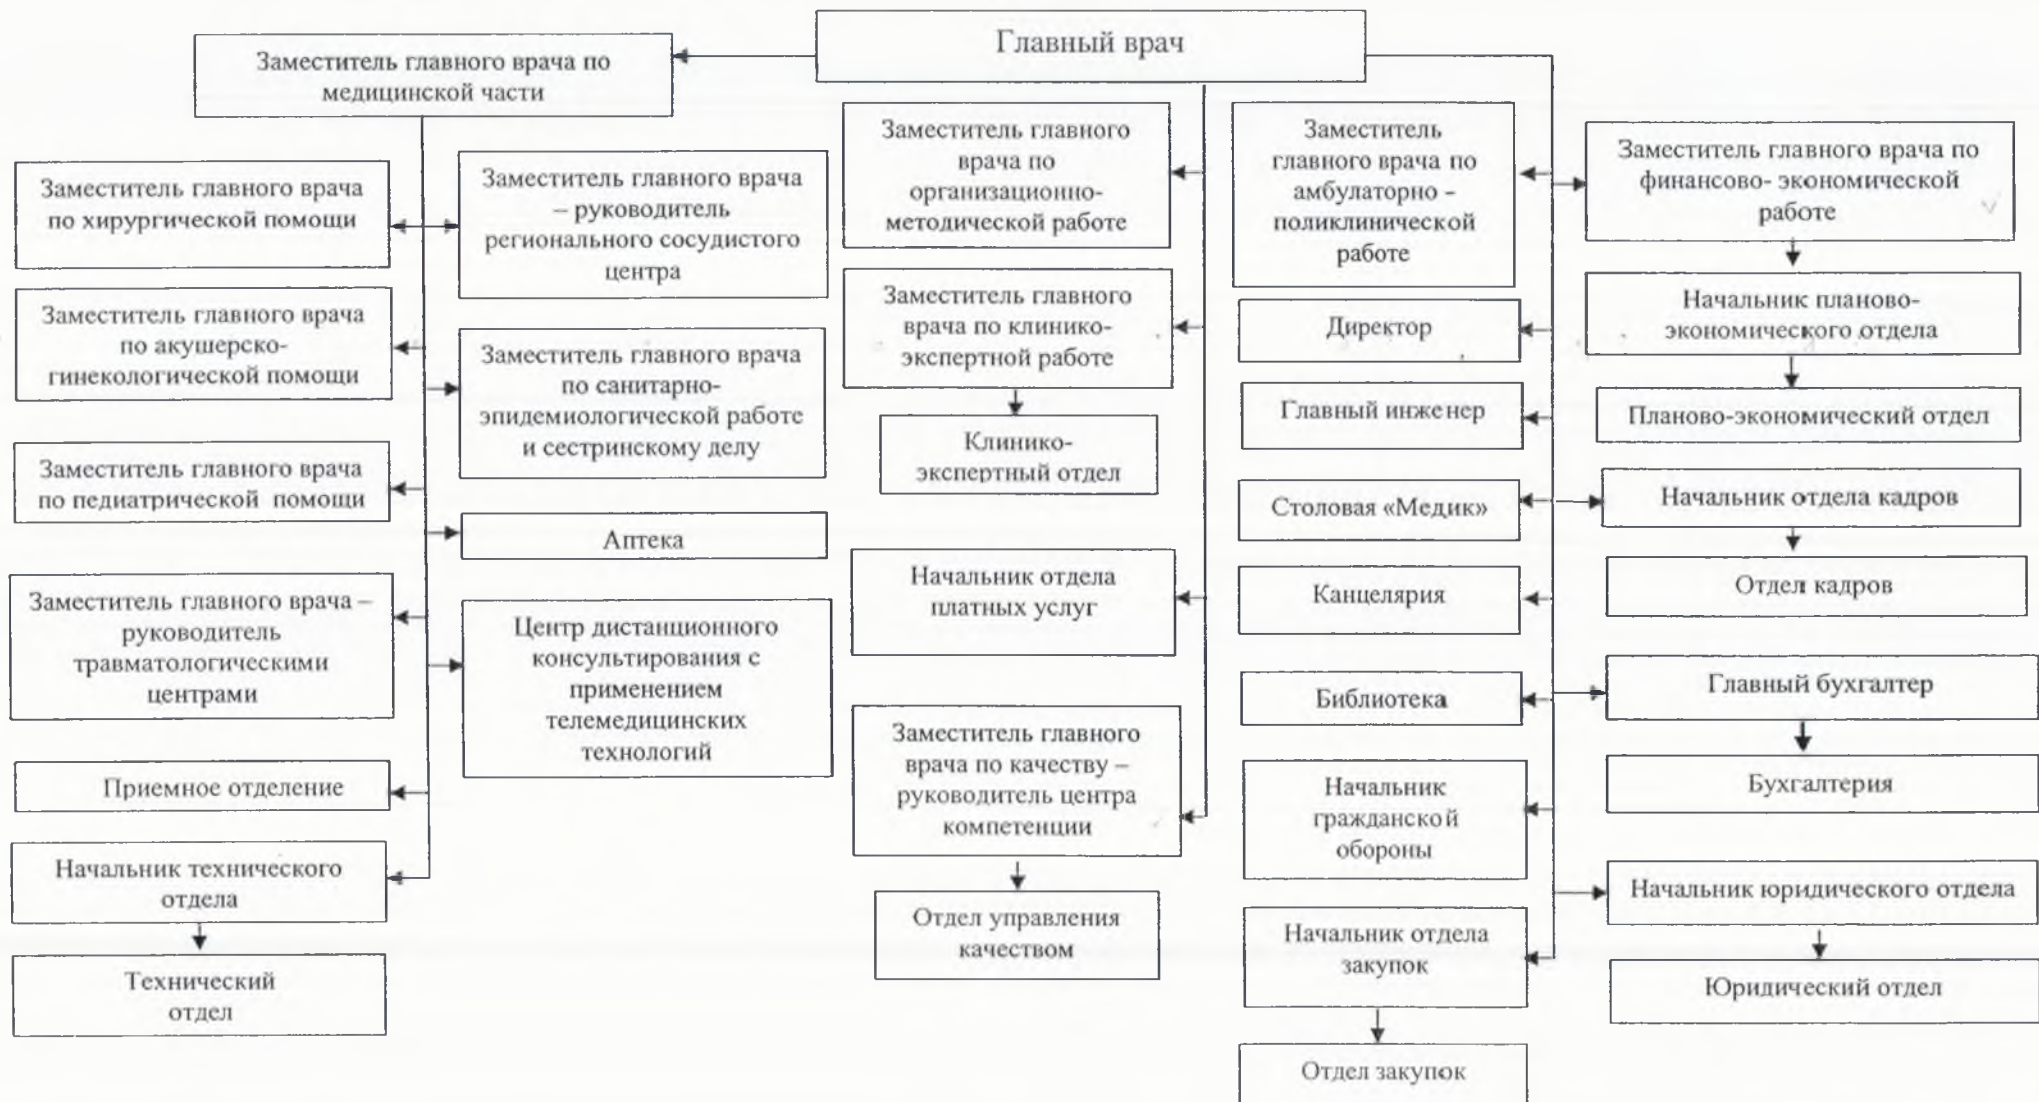 Главный врач
Заместитель главного врача по
медицинской части
Заместитель главного врача
по хирургической помощи
Заместитель главного врача
по акушерско-
гинекологической помощи
Заместитель главного врача
по педиатрической помощи
Заместитель главного врача –
руководитель
травматологическими
центрами
Приемное отделение
Начальник технического
отдела
Технический
отдел
Заместитель главного врача
– руководитель
регионального сосудистого
центра
Заместитель главного врача
по санитарно-
эпидемиологической работе
и сестринскому делу
Аптека
Центр дистанционного
консультирования с
применением
телемедицинских
технологий
Заместитель главного
врача по
организационно-
методической работе
Заместитель главного
врача по клинико-
экспертной работе
Клинико-
экспертный отдел
Начальник отдела
платных услуг
Заместитель главного
врача по качеству –
руководитель центра
компетенции
Отдел управления
качеством
Заместитель
главного врача по
амбулаторно -
поликлинической
работе
Директор
Главный инженер
Столовая «Медик»
Канцелярия
Библиотека
Начальник
гражданской
обороны
Начальник отдела
закупок
Отдел закупок
Заместитель главного врача по
финансово- экономической
работе
Начальник планово-
экономического отдела
Планово-экономический отдел
Начальник отдела кадров
Отдел кадров
Главный бухгалтер
Бухгалтерия
Начальник юридического отдела
Юридический отдел